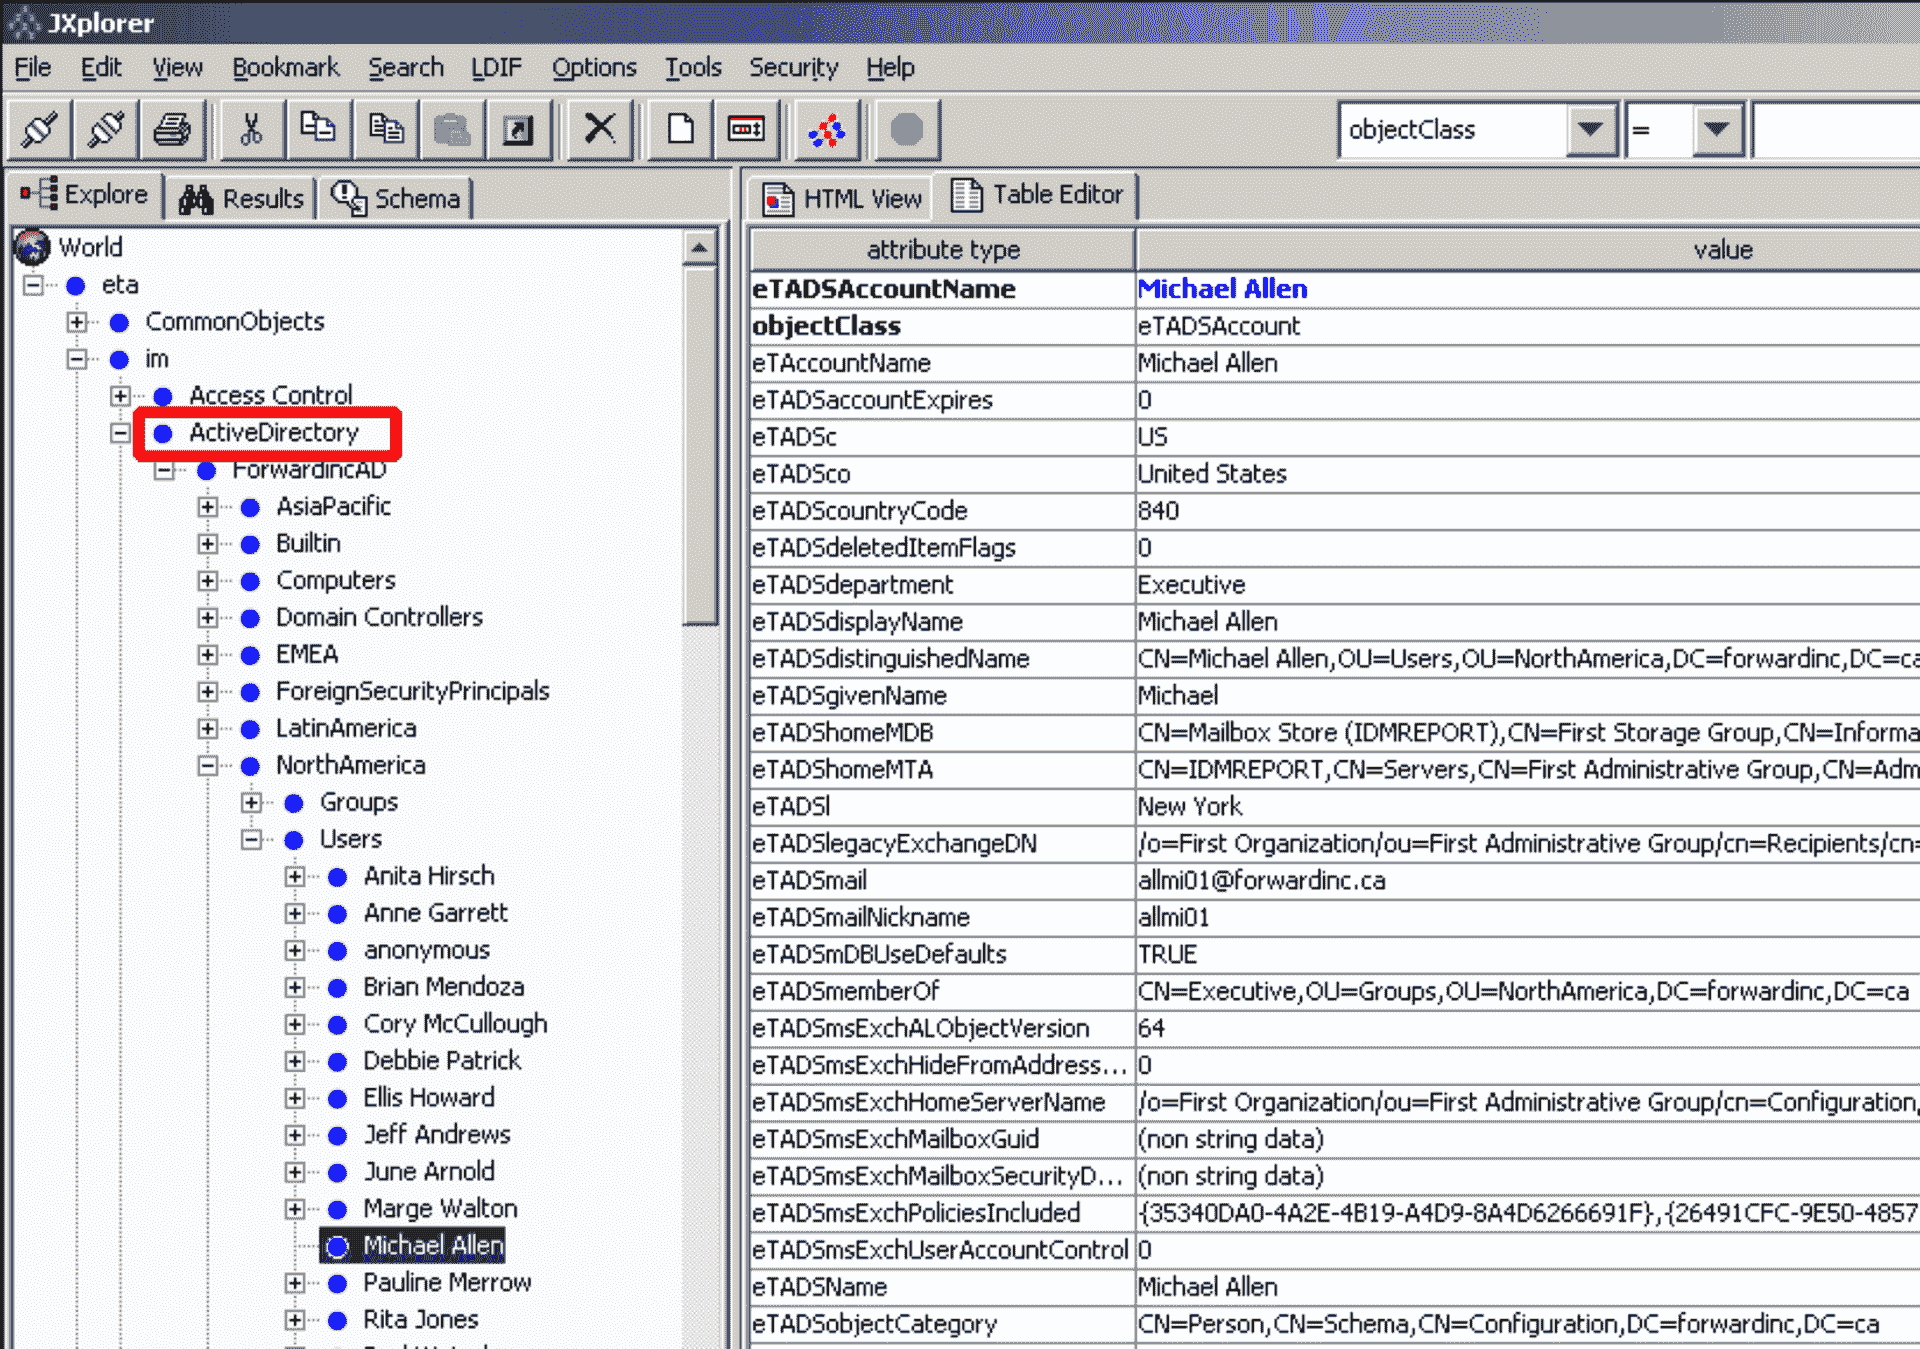 JXplorer
File Edit View Bookmark Search LDIF Options Tools Security Help
objectClass =
Explore Results Schema
HTML View Table Editor
World
eta
CommonObjects
im
Access Control
ActiveDirectory
ForwardincAD
AsiaPacific
Builtin
Computers
Domain Controllers
EMEA
ForeignSecurityPrincipals
LatinAmerica
NorthAmerica
Groups
Users
Anita Hirsch
Anne Garrett
anonymous
Brian Mendoza
Cory McCullough
Debbie Patrick
Ellis Howard
Jeff Andrews
June Arnold
Marge Walton
Michael Allen
Pauline Merrow
Rita Jones
attribute type value
eTADSAccountName Michael Allen
objectClass eTADSAccount
eTAccountName Michael Allen
eTADSaccountExpires 0
eTADSc US
eTADSco United States
eTADScountryCode 840
eTADSdeletedItemFlags 0
eTADSdepartment Executive
eTADSdisplayName Michael Allen
eTADSdistinguishedName CN=Michael Allen,OU=Users,OU=NorthAmerica,DC=forwardinc,DC=ca
eTADSgivenName Michael
eTADShomeMDB CN=Mailbox Store (IDMREPORT),CN=First Storage Group,CN=Informa
eTADShomeMTA CN=IDMREPORT,CN=Servers,CN=First Administrative Group,CN=Adm
eTADSl New York
eTADSlegacyExchangeDN /o=First Organization/ou=First Administrative Group/cn=Recipients/cn=
eTADSmail allmi01@forwardinc.ca
eTADSmailNickname allmi01
eTADSmDBUseDefaults TRUE
eTADSmemberOf CN=Executive,OU=Groups,OU=NorthAmerica,DC=forwardinc,DC=ca
eTADSmsExchALObjectVersion 64
eTADSmsExchHideFromAddress... 0
eTADSmsExchHomeServerName /o=First Organization/ou=First Administrative Group/cn=Configuration,
eTADSmsExchMailboxGuid (non string data)
eTADSmsExchMailboxSecurityD... (non string data)
eTADSmsExchPoliciesIncluded {35340DA0-4A2E-4B19-A4D9-8A4D6266691F},{26491CFC-9E50-4857
eTADSmsExchUserAccountControl 0
eTADSName Michael Allen
eTADSobjectCategory CN=Person,CN=Schema,CN=Configuration,DC=forwardinc,DC=ca